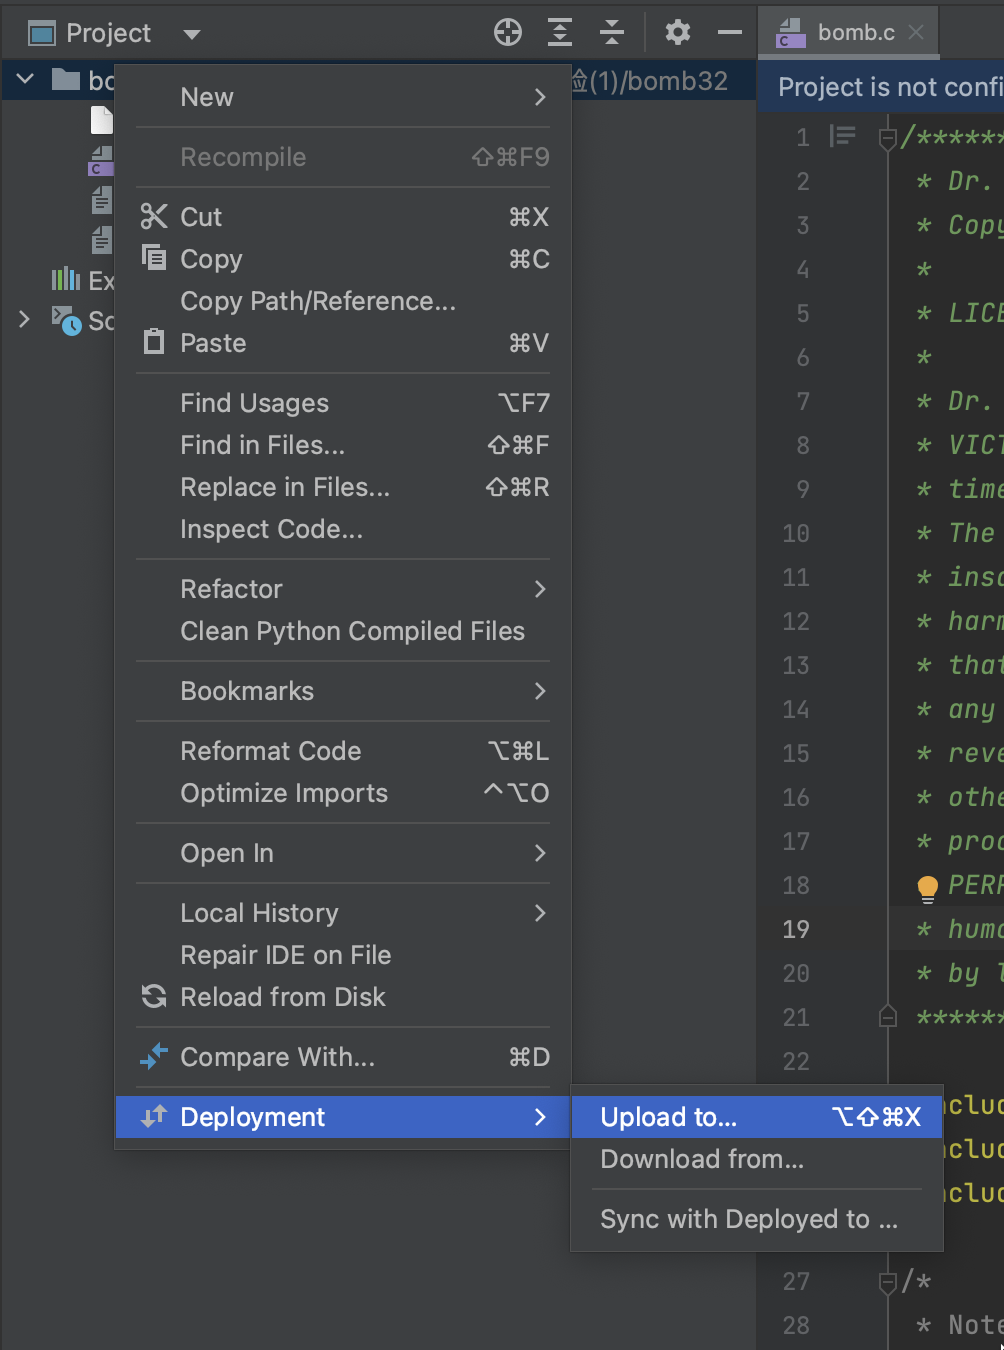 Project
bomb.c
(1)/bomb32
Project is not confi
New
Recompile ⇧⌘F9
Cut ⌘X
Copy ⌘C
Copy Path/Reference...
Paste ⌘V
Find Usages ⌥F7
Find in Files... ⇧⌘F
Replace in Files... ⇧⌘R
Inspect Code...
Refactor
Clean Python Compiled Files
Bookmarks
Reformat Code ⌥⌘L
Optimize Imports ^⌥O
Open In
Local History
Repair IDE on File
Reload from Disk
Compare With... ⌘D
Deployment
Upload to... ⌥⇧⌘X
Download from...
Sync with Deployed to ...
Ex
1 /******
2 * Dr.
3 * Copy
4 *
5 * LICE
6 *
7 * Dr.
8 * VICT
9 * time
10 * The
11 * inso
12 * harm
13 * that
14 * any
15 * reve
16 * othe
17 * proc
18 PERF
19 * humo
20 * by l
21 ******
22
nclud
nclud
nclud
27 /*
28 * Note